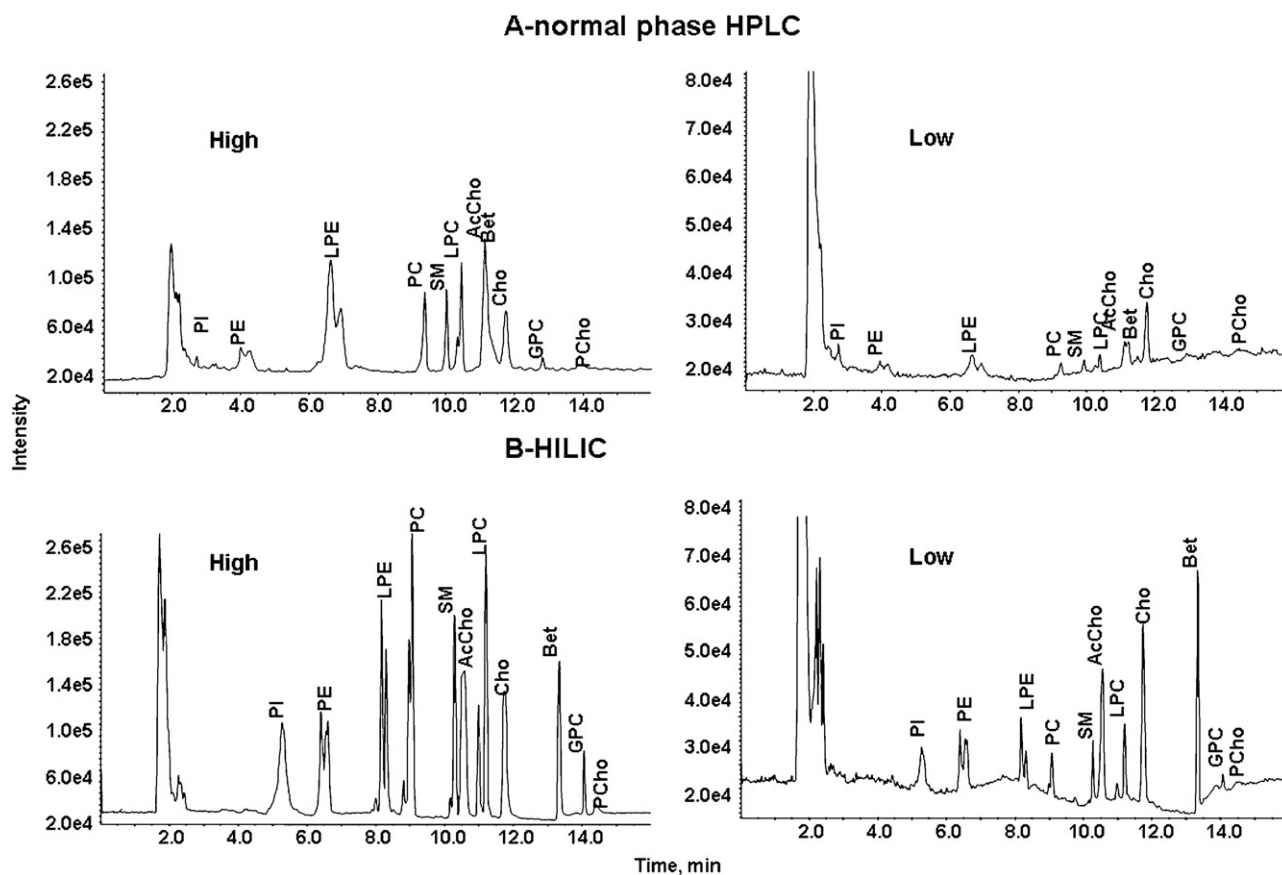 A-normal phase HPLC
Intensity
High
2.6e5
2.2e5
1.8e5
1.4e5
1.0e5
6.0e4
2.0e4
PI
PE
LPE
PC
SM
LPC
AcCho
Bet
Cho
GPC
PCho
2.0 4.0 6.0 8.0 10.0 12.0 14.0
Low
8.0e4
7.0e4
6.0e4
5.0e4
4.0e4
3.0e4
2.0e4
PI
PE
LPE
PC
SM
LPC
AcCho
Bet
Cho
GPC
PCho
2.0 4.0 6.0 8.0 10.0 12.0 14.0
B-HILIC
High
2.6e5
2.2e5
1.8e5
1.4e5
1.0e5
6.0e4
2.0e4
PI
PE
LPE
PC
SM
AcCho
LPC
Cho
Bet
GPC
PCho
2.0 4.0 6.0 8.0 10.0 12.0 14.0
Low
8.0e4
7.0e4
6.0e4
5.0e4
4.0e4
3.0e4
2.0e4
PI
PE
LPE
PC
SM
AcCho
LPC
Cho
Bet
GPC
PCho
2.0 4.0 6.0 8.0 10.0 12.0 14.0
Time, min